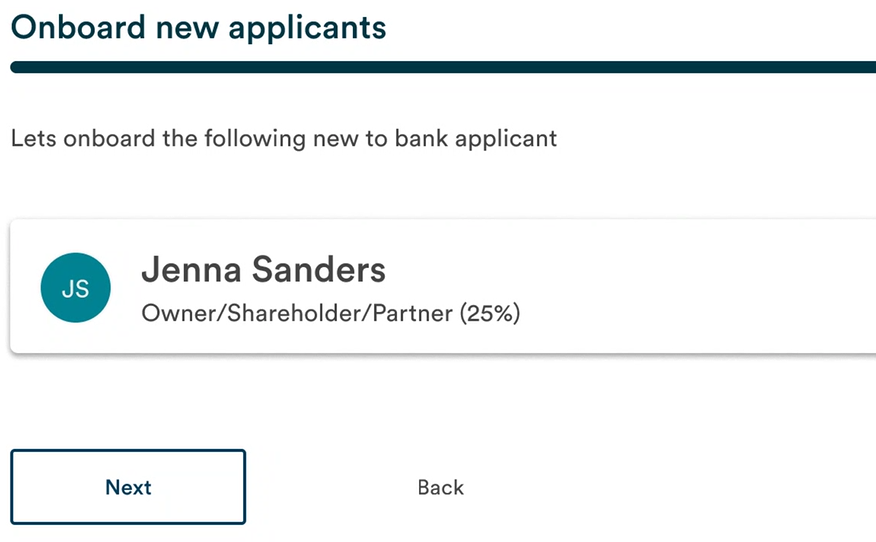 Onboard new applicants
Lets onboard the following new to bank applicant
JS
Jenna Sanders
Owner/Shareholder/Partner (25%)
Next
Back